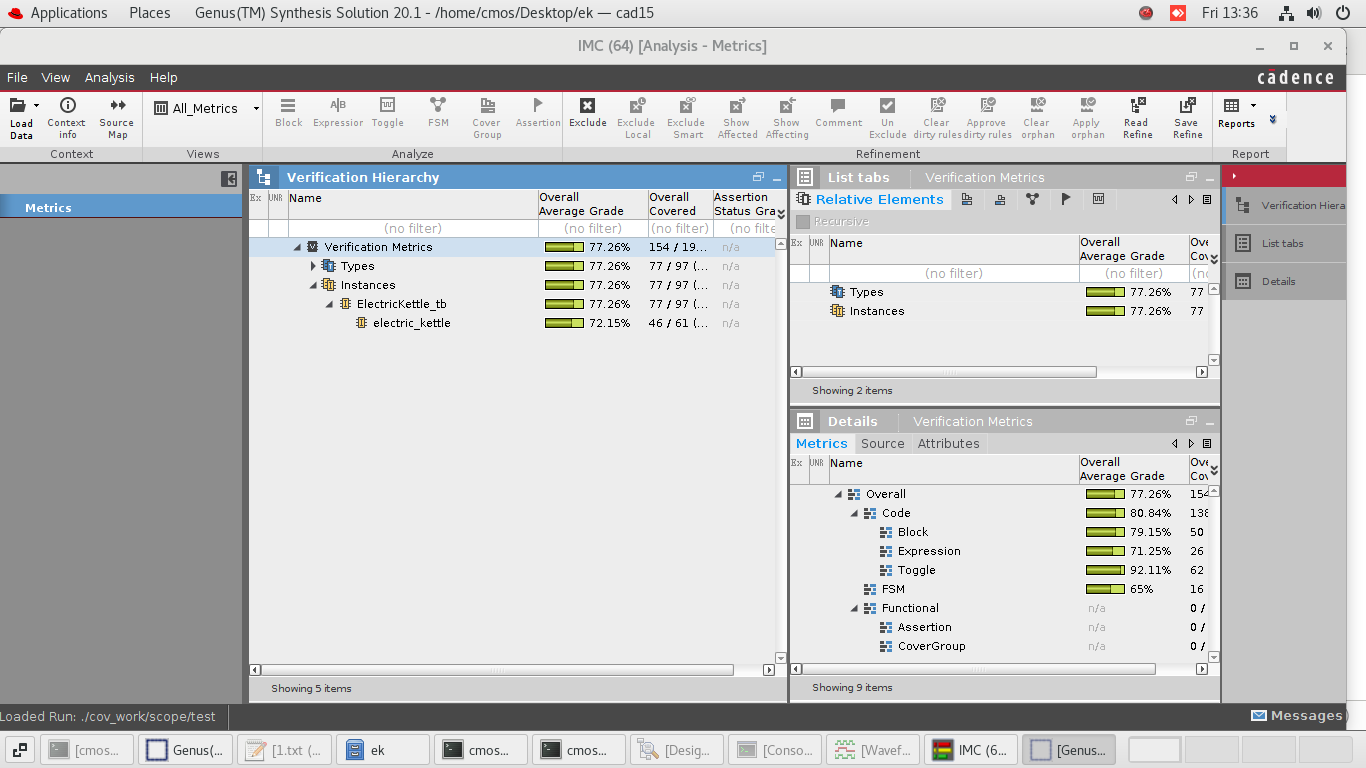 Applications Places Genus(TM) Synthesis Solution 20.1 - /home/cmos/Desktop/ek — cad15 Fri 13:36
IMC (64) [Analysis - Metrics]
File View Analysis Help cādence
Load Data Context info Source Map All_Metrics Block Expression Toggle FSM Cover Group Assertion Exclude Exclude Local Exclude Smart Show Affected Show Affecting Comment Un Exclude Clear dirty rules Approve dirty rules Clear orphan Apply orphan Read Refine Save Refine Reports
Context Views Analyze Refinement Report
Metrics
Verification Hierarchy
Ex UNR Name Overall Average Grade Overall Covered Assertion Status Gra
(no filter) (no filter) (no filter) (no filte
Verification Metrics 77.26% 154 / 19... n/a
Types 77.26% 77 / 97 (... n/a
Instances 77.26% 77 / 97 (... n/a
ElectricKettle_tb 77.26% 77 / 97 (... n/a
electric_kettle 72.15% 46 / 61 (... n/a
Showing 5 items
List tabs Verification Metrics
Relative Elements
Recursive
Ex UNR Name Overall Average Grade Ove Cov
(no filter) (no filter) (no
Types 77.26% 77
Instances 77.26% 77
Showing 2 items
Details Verification Metrics
Metrics Source Attributes
Ex UNR Name Overall Average Grade Ove Cov
Overall 77.26% 154
Code 80.84% 138
Block 79.15% 50
Expression 71.25% 26
Toggle 92.11% 62
FSM 65% 16
Functional n/a 0 /
Assertion n/a 0 /
CoverGroup n/a 0 /
Showing 9 items
Verification Hiera
List tabs
Details
Loaded Run: ./cov_work/scope/test Messages
[cmos... Genus(... [1.txt (... ek cmos... cmos... [Desig... [Conso... [Wavef... IMC (6... [Genus...